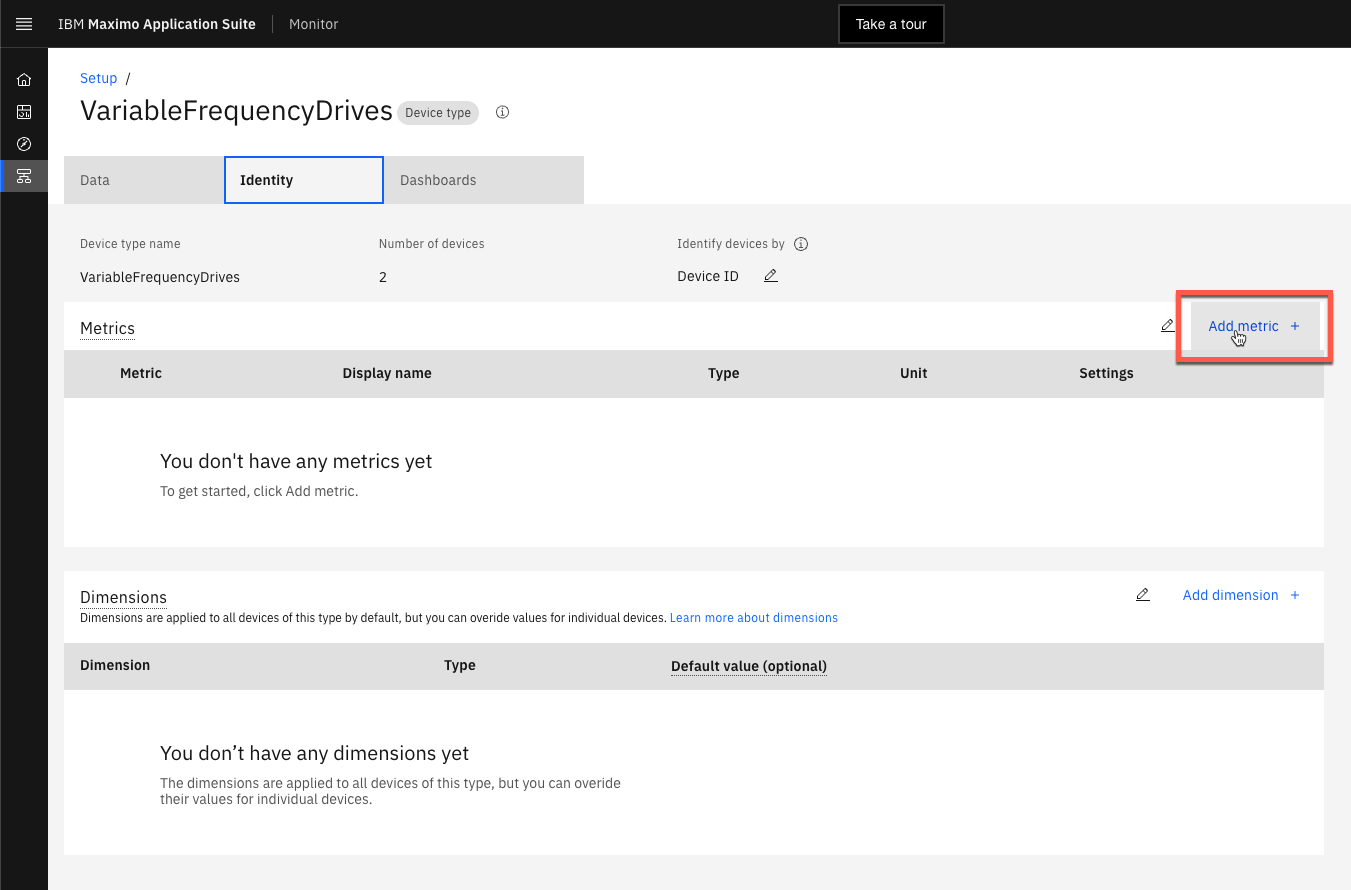 IBM Maximo Application Suite Monitor Take a tour
Setup /
VariableFrequencyDrives Device type
Data Identity Dashboards
Device type name Number of devices Identify devices by
VariableFrequencyDrives 2 Device ID
Metrics Add metric +
Metric Display name Type Unit Settings
You don't have any metrics yet
To get started, click Add metric.
Dimensions Add dimension +
Dimensions are applied to all devices of this type by default, but you can overide values for individual devices. Learn more about dimensions
Dimension Type Default value (optional)
You don’t have any dimensions yet
The dimensions are applied to all devices of this type, but you can overide
their values for individual devices.